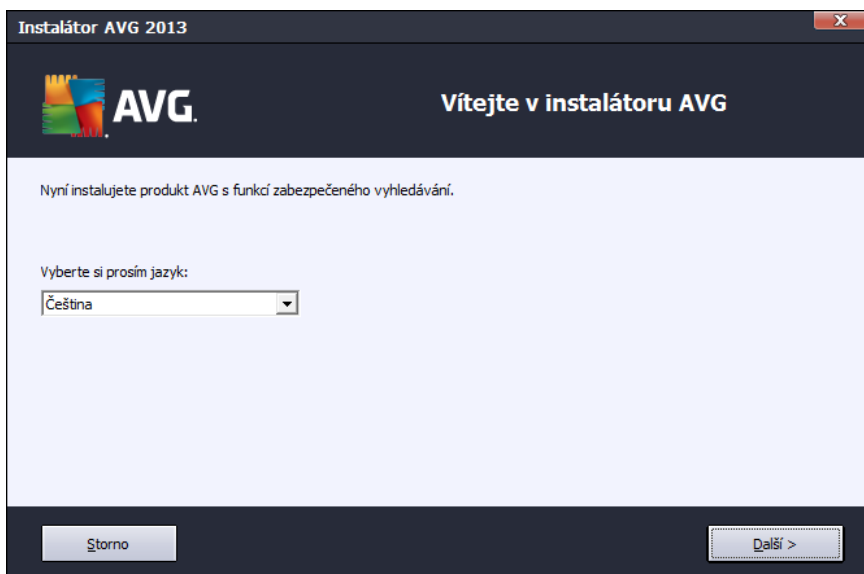 Instalátor AVG 2013
X
AVG.
Vítejte v instalátoru AVG
Nyní instalujete produkt AVG s funkcí zabezpečeného vyhledávání.
Vyberte si prosím jazyk:
Čeština
Storno
Další >